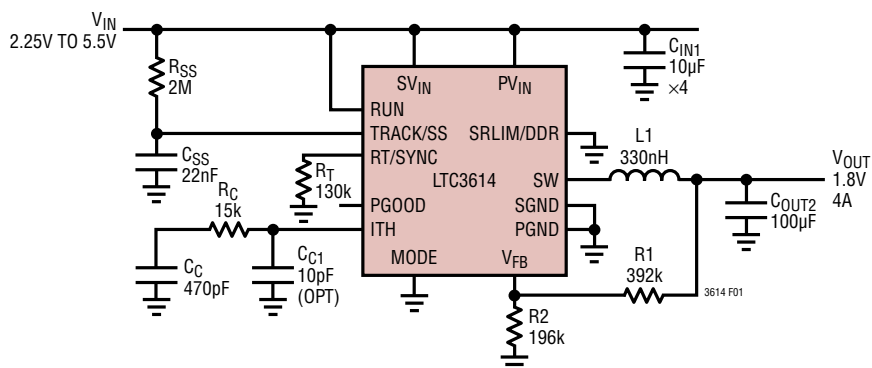 VIN
2.25V TO 5.5V
RSS
2M
CSS
22nF
RC
15k
CC
470pF
CC1
10pF
(OPT)
RT
130k
SVIN
PVIN
RUN
TRACK/SS
SRLIM/DDR
RT/SYNC
LTC3614
SW
PGOOD
SGND
ITH
PGND
MODE
VFB
CIN1
10µF
×4
L1
330nH
VOUT
1.8V
4A
COUT2
100µF
R1
392k
R2
196k
3614 F01